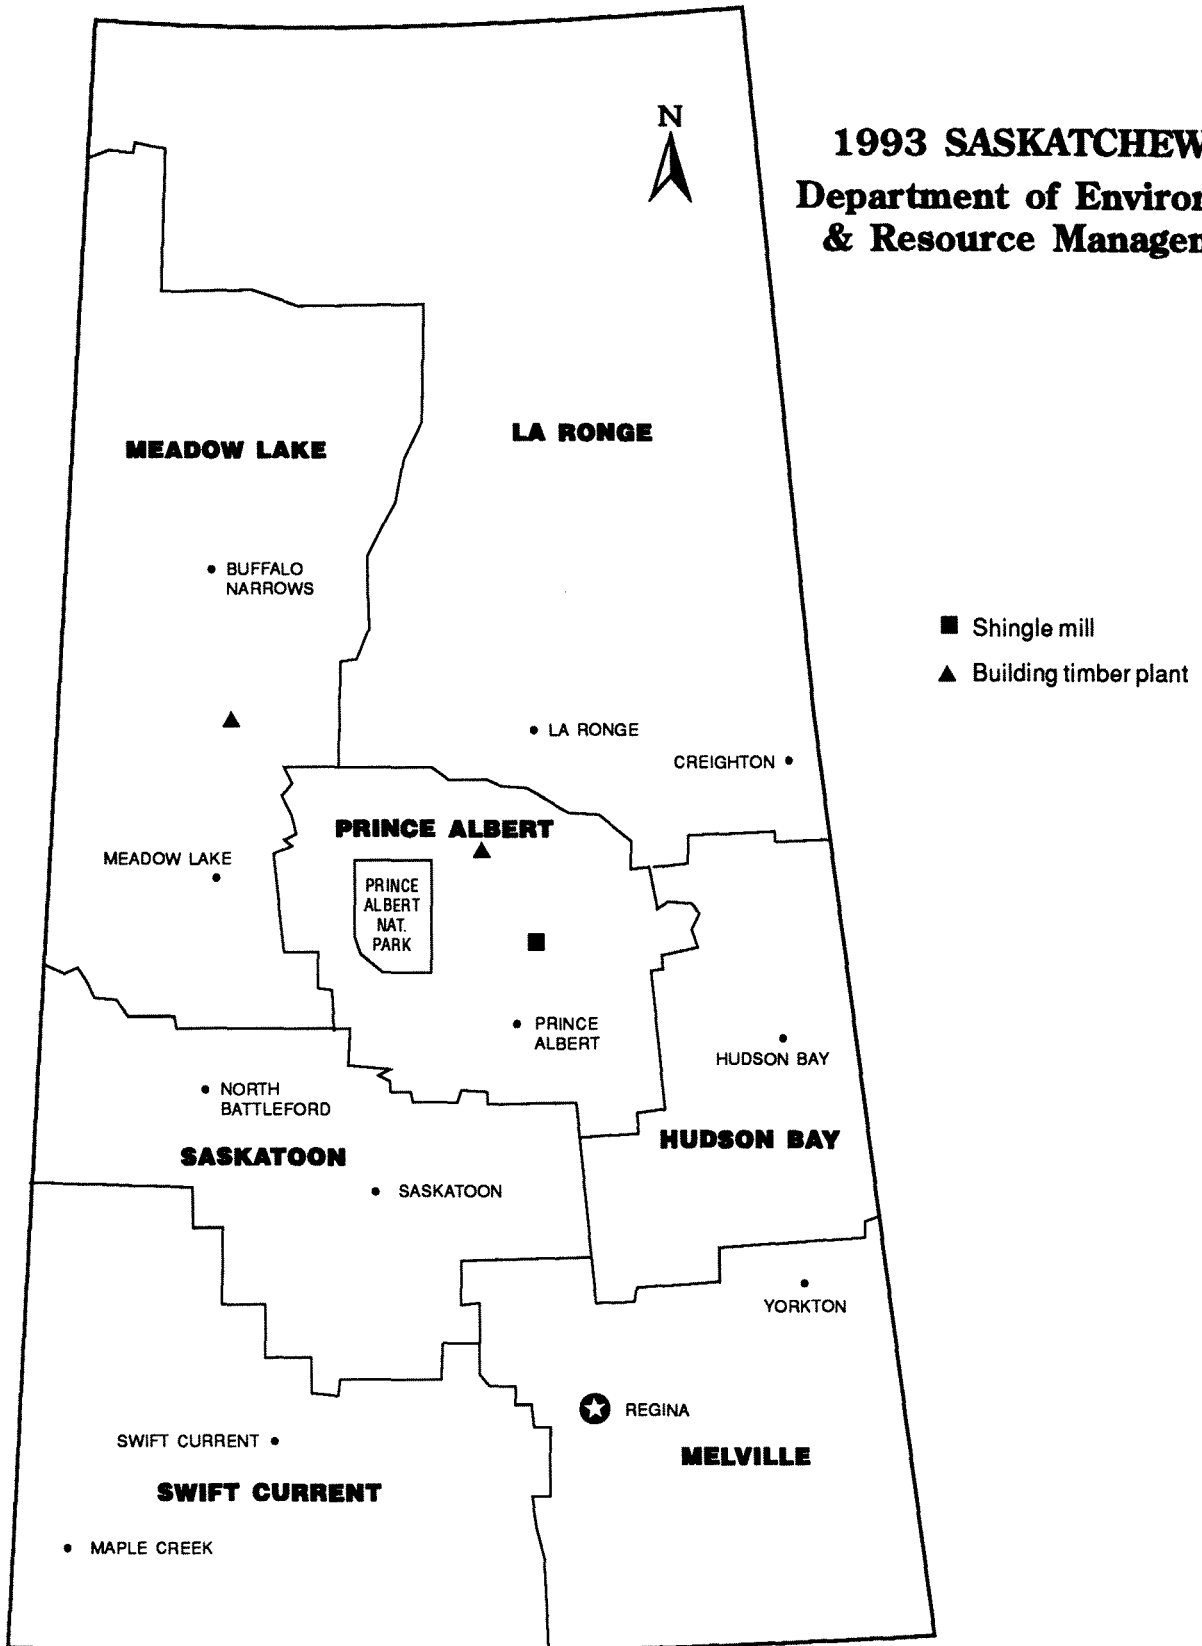 N
1993 SASKATCHEW
Department of Environ
& Resource Managem
MEADOW LAKE
LA RONGE
BUFFALO
NARROWS
Shingle mill
Building timber plant
LA RONGE
CREIGHTON
PRINCE ALBERT
MEADOW LAKE
PRINCE
ALBERT
NAT.
PARK
PRINCE
ALBERT
HUDSON BAY
NORTH
BATTLEFORD
HUDSON BAY
SASKATOON
SASKATOON
YORKTON
REGINA
SWIFT CURRENT
MELVILLE
SWIFT CURRENT
MAPLE CREEK